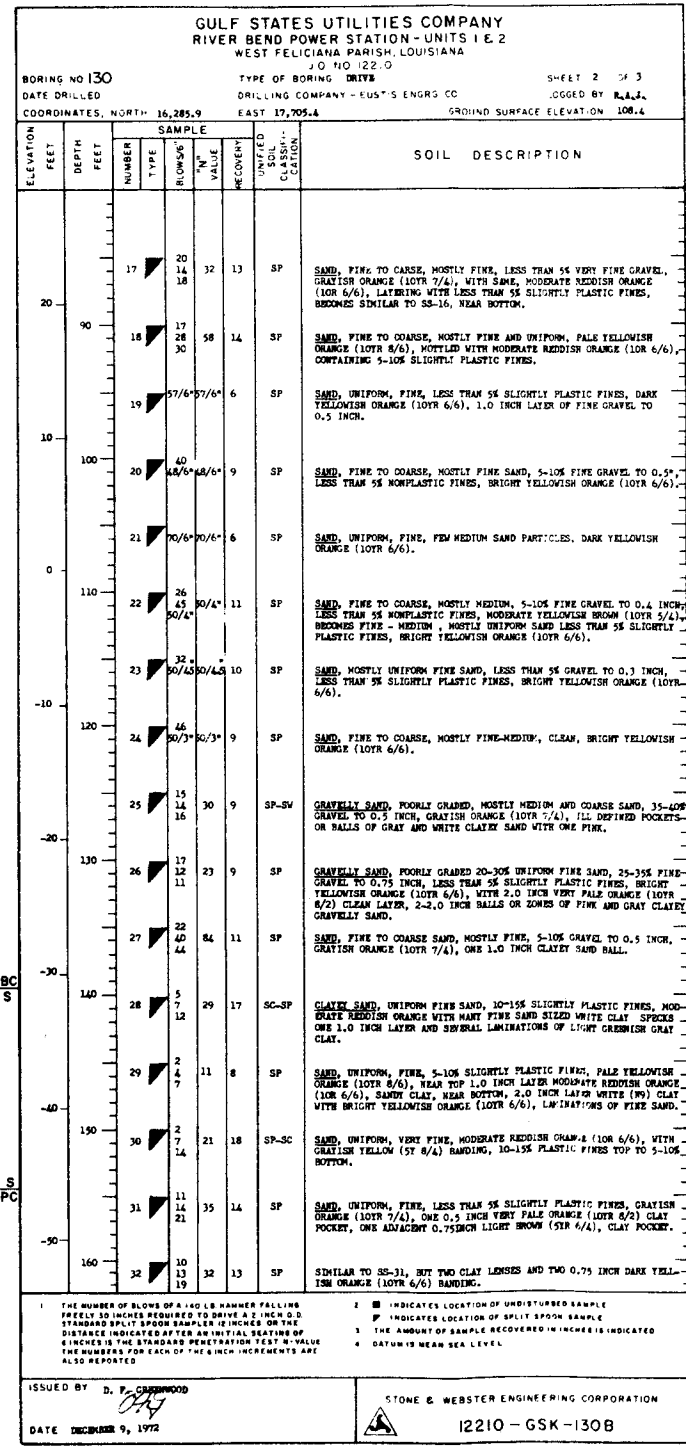 GULF STATES UTILITIES COMPANY
RIVER BEND POWER STATION - UNITS 1 & 2
WEST FELICIANA PARISH, LOUISIANA
J.O. NO 122.0
BORING NO 130 TYPE OF BORING DRIVE SHEET 2 OF 3
DATE DRILLED DRILLING COMPANY - EUSTIS ENGRG CO LOGGED BY R.A.J.
COORDINATES, NORTH 16,285.9 EAST 17,705.4 GROUND SURFACE ELEVATION 108.4
ELEVATION FEET
DEPTH FEET
SAMPLE
NUMBER
TYPE
BLOWS/6"
"N" VALUE
RECOVERY
UNIFIED SOIL CLASSIFI-CATION
SOIL DESCRIPTION
17 20 14 18 32 13 SP SAND, FINE TO CARSE, MOSTLY FINE, LESS THAN 5% VERY FINE GRAVEL,
GRAYISH ORANGE (10YR 7/4), WITH SAME, MODERATE REDDISH ORANGE
(10R 6/6), LAYERING WITH LESS THAN 5% SLIGHTLY PLASTIC FINES,
BECOMES SIMILAR TO SS-16, NEAR BOTTOM.
20
90
18 17 28 30 58 14 SP SAND, FINE TO COARSE, MOSTLY FINE AND UNIFORM, PALE YELLOWISH
ORANGE (10YR 8/6), MOTTLED WITH MODERATE REDDISH ORANGE (10R 6/6),
CONTAINING 5-10% SLIGHTLY PLASTIC FINES.
19 57/6" 57/6" 6 SP SAND, UNIFORM, FINE, LESS THAN 5% SLIGHTLY PLASTIC FINES, DARK
YELLOWISH ORANGE (10YR 6/6), 1.0 INCH LAYER OF FINE GRAVEL TO
0.5 INCH.
10
100
20 40 48/6" 48/6" 9 SP SAND, FINE TO COARSE, MOSTLY FINE SAND, 5-10% FINE GRAVEL TO 0.5",
LESS THAN 5% NONPLASTIC FINES, BRIGHT YELLOWISH ORANGE (10YR 6/6).
21 70/6" 70/6" 6 SP SAND, UNIFORM, FINE, FEW MEDIUM SAND PARTICLES, DARK YELLOWISH
ORANGE (10YR 6/6).
0
110
22 26 45 50/4" 50/4" 11 SP SAND, FINE TO COARSE, MOSTLY MEDIUM, 5-10% FINE GRAVEL TO 0.4 INCH,
LESS THAN 5% NONPLASTIC FINES, MODERATE YELLOWISH BROWN (10YR 5/4),
BECOMES FINE - MEDIUM , MOSTLY UNIFORM SAND LESS THAN 5% SLIGHTLY
PLASTIC FINES, BRIGHT YELLOWISH ORANGE (10YR 6/6).
23 32 50/4.5" 50/4.5" 10 SP SAND, MOSTLY UNIFORM FINE SAND, LESS THAN 5% GRAVEL TO 0.3 INCH,
LESS THAN 5% SLIGHTLY PLASTIC FINES, BRIGHT YELLOWISH ORANGE (10YR
6/6).
-10
120
24 46 50/3" 50/3" 9 SP SAND, FINE TO COARSE, MOSTLY FINE-MEDIUM, CLEAN, BRIGHT YELLOWISH
ORANGE (10YR 6/6).
25 15 14 16 30 9 SP-SW GRAVELLY SAND, POORLY GRADED, MOSTLY MEDIUM AND COARSE SAND, 35-40%
GRAVEL TO 0.5 INCH, GRAYISH ORANGE (10YR 7/4), ILL DEFINED POCKETS
OR BALLS OF GRAY AND WHITE CLAYEY SAND WITH ONE PINK.
-20
130
26 17 12 11 23 9 SP GRAVELLY SAND, POORLY GRADED 20-30% UNIFORM FINE SAND, 25-35% FINE
GRAVEL TO 0.75 INCH, LESS THAN 5% SLIGHTLY PLASTIC FINES, BRIGHT
YELLOWISH ORANGE (10YR 6/6), WITH 2.0 INCH VERY PALE ORANGE (10YR
8/2) CLEAN LAYER, 2-2.0 INCH BALLS OR ZONES OF PINK AND GRAY CLAYEY
GRAVELLY SAND.
27 22 40 44 84 11 SP SAND, FINE TO COARSE SAND, MOSTLY FINE, 5-10% GRAVEL TO 0.5 INCH,
GRAYISH ORANGE (10YR 7/4), ONE 1.0 INCH CLAYEY SAND BALL.
-30
BC
S
140
28 5 7 12 29 17 SC-SP CLAYEY SAND, UNIFORM FINE SAND, 10-15% SLIGHTLY PLASTIC FINES, MOD-
ERATE REDDISH ORANGE WITH MANY FINE SAND SIZED WHITE CLAY SPECKS
ONE 1.0 INCH LAYER AND SEVERAL LAMINATIONS OF LIGHT GREENISH GRAY
CLAY.
29 2 4 7 11 8 SP SAND, UNIFORM, FINE, 5-10% SLIGHTLY PLASTIC FINES, PALE YELLOWISH
ORANGE (10YR 8/6), NEAR TOP 1.0 INCH LAYER MODERATE REDDISH ORANGE
(10R 6/6), SANDY CLAY, NEAR BOTTOM, 2.0 INCH LAYER WHITE (N9) CLAY
WITH BRIGHT YELLOWISH ORANGE (10YR 6/6), LAMINATIONS OF FINE SAND.
-40
150
30 2 7 14 21 18 SP-SC SAND, UNIFORM, VERY FINE, MODERATE REDDISH ORANGE (10R 6/6), WITH
GRAYISH YELLOW (5Y 8/4) BANDING, 10-15% PLASTIC FINES TOP TO 5-10%
BOTTOM.
S
PC
31 11 14 21 35 14 SP SAND, UNIFORM, FINE, LESS THAN 5% SLIGHTLY PLASTIC FINES, GRAYISH
ORANGE (10YR 7/4), ONE 0.5 INCH VERY PALE ORANGE (10YR 8/2) CLAY
POCKET, ONE ADJACENT 0.75INCH LIGHT BROWN (5YR 6/4), CLAY POCKET.
-50
160
32 10 13 19 32 13 SP SIMILAR TO SS-31, BUT TWO CLAY LENSES AND TWO 0.75 INCH DARK YELL-
ISH ORANGE (10YR 6/6) BANDING.
1 THE NUMBER OF BLOWS OF A 140 LB HAMMER FALLING
FREELY 30 INCHES REQUIRED TO DRIVE A 2 INCH O.D.
STANDARD SPLIT SPOON SAMPLER 12 INCHES OR THE
DISTANCE INDICATED AFTER AN INITIAL SEATING OF
6 INCHES IS THE STANDARD PENETRATION TEST N-VALUE
THE NUMBERS FOR EACH OF THE 6 INCH INCREMENTS ARE
ALSO REPORTED
2 INDICATES LOCATION OF UNDISTURBED SAMPLE
INDICATES LOCATION OF SPLIT SPOON SAMPLE
3 THE AMOUNT OF SAMPLE RECOVERED IN INCHES IS INDICATED
4 DATUM IS MEAN SEA LEVEL
ISSUED BY D. F. GREENWOOD
DATE DECEMBER 9, 1972
STONE & WEBSTER ENGINEERING CORPORATION
12210 - GSK - 130B